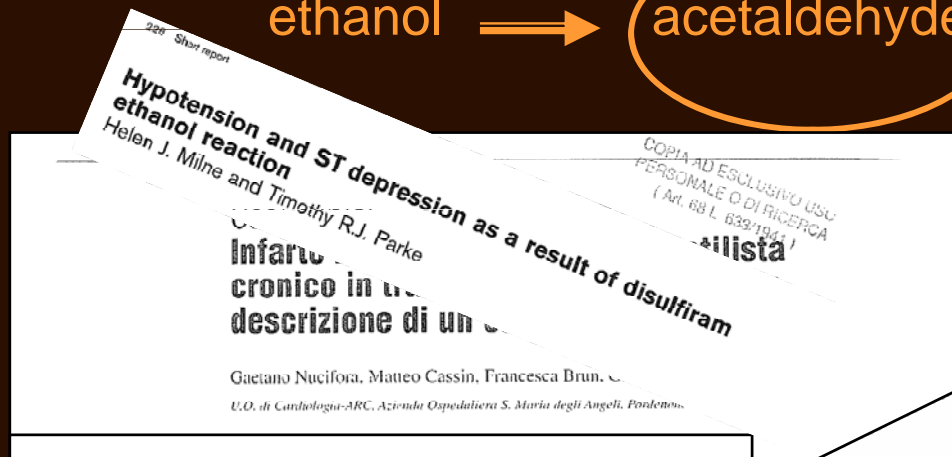 ethanol acetaldehyde
226 Short report
Hypotension and ST depression as a result of disulfiram
ethanol reaction
Helen J. Milne and Timothy R.J. Parke
COPIA AD ESCLUSIVO USO
PERSONALE O DI RICERCA
( Art. 68 L. 633/1941 )
cronico in
descrizione di un
Gaetano Nucifora, Matteo Cassin, Francesca Brun,
U.O. di Cardiologia-ARC, Azienda Ospedaliera S. Maria degli Angeli,